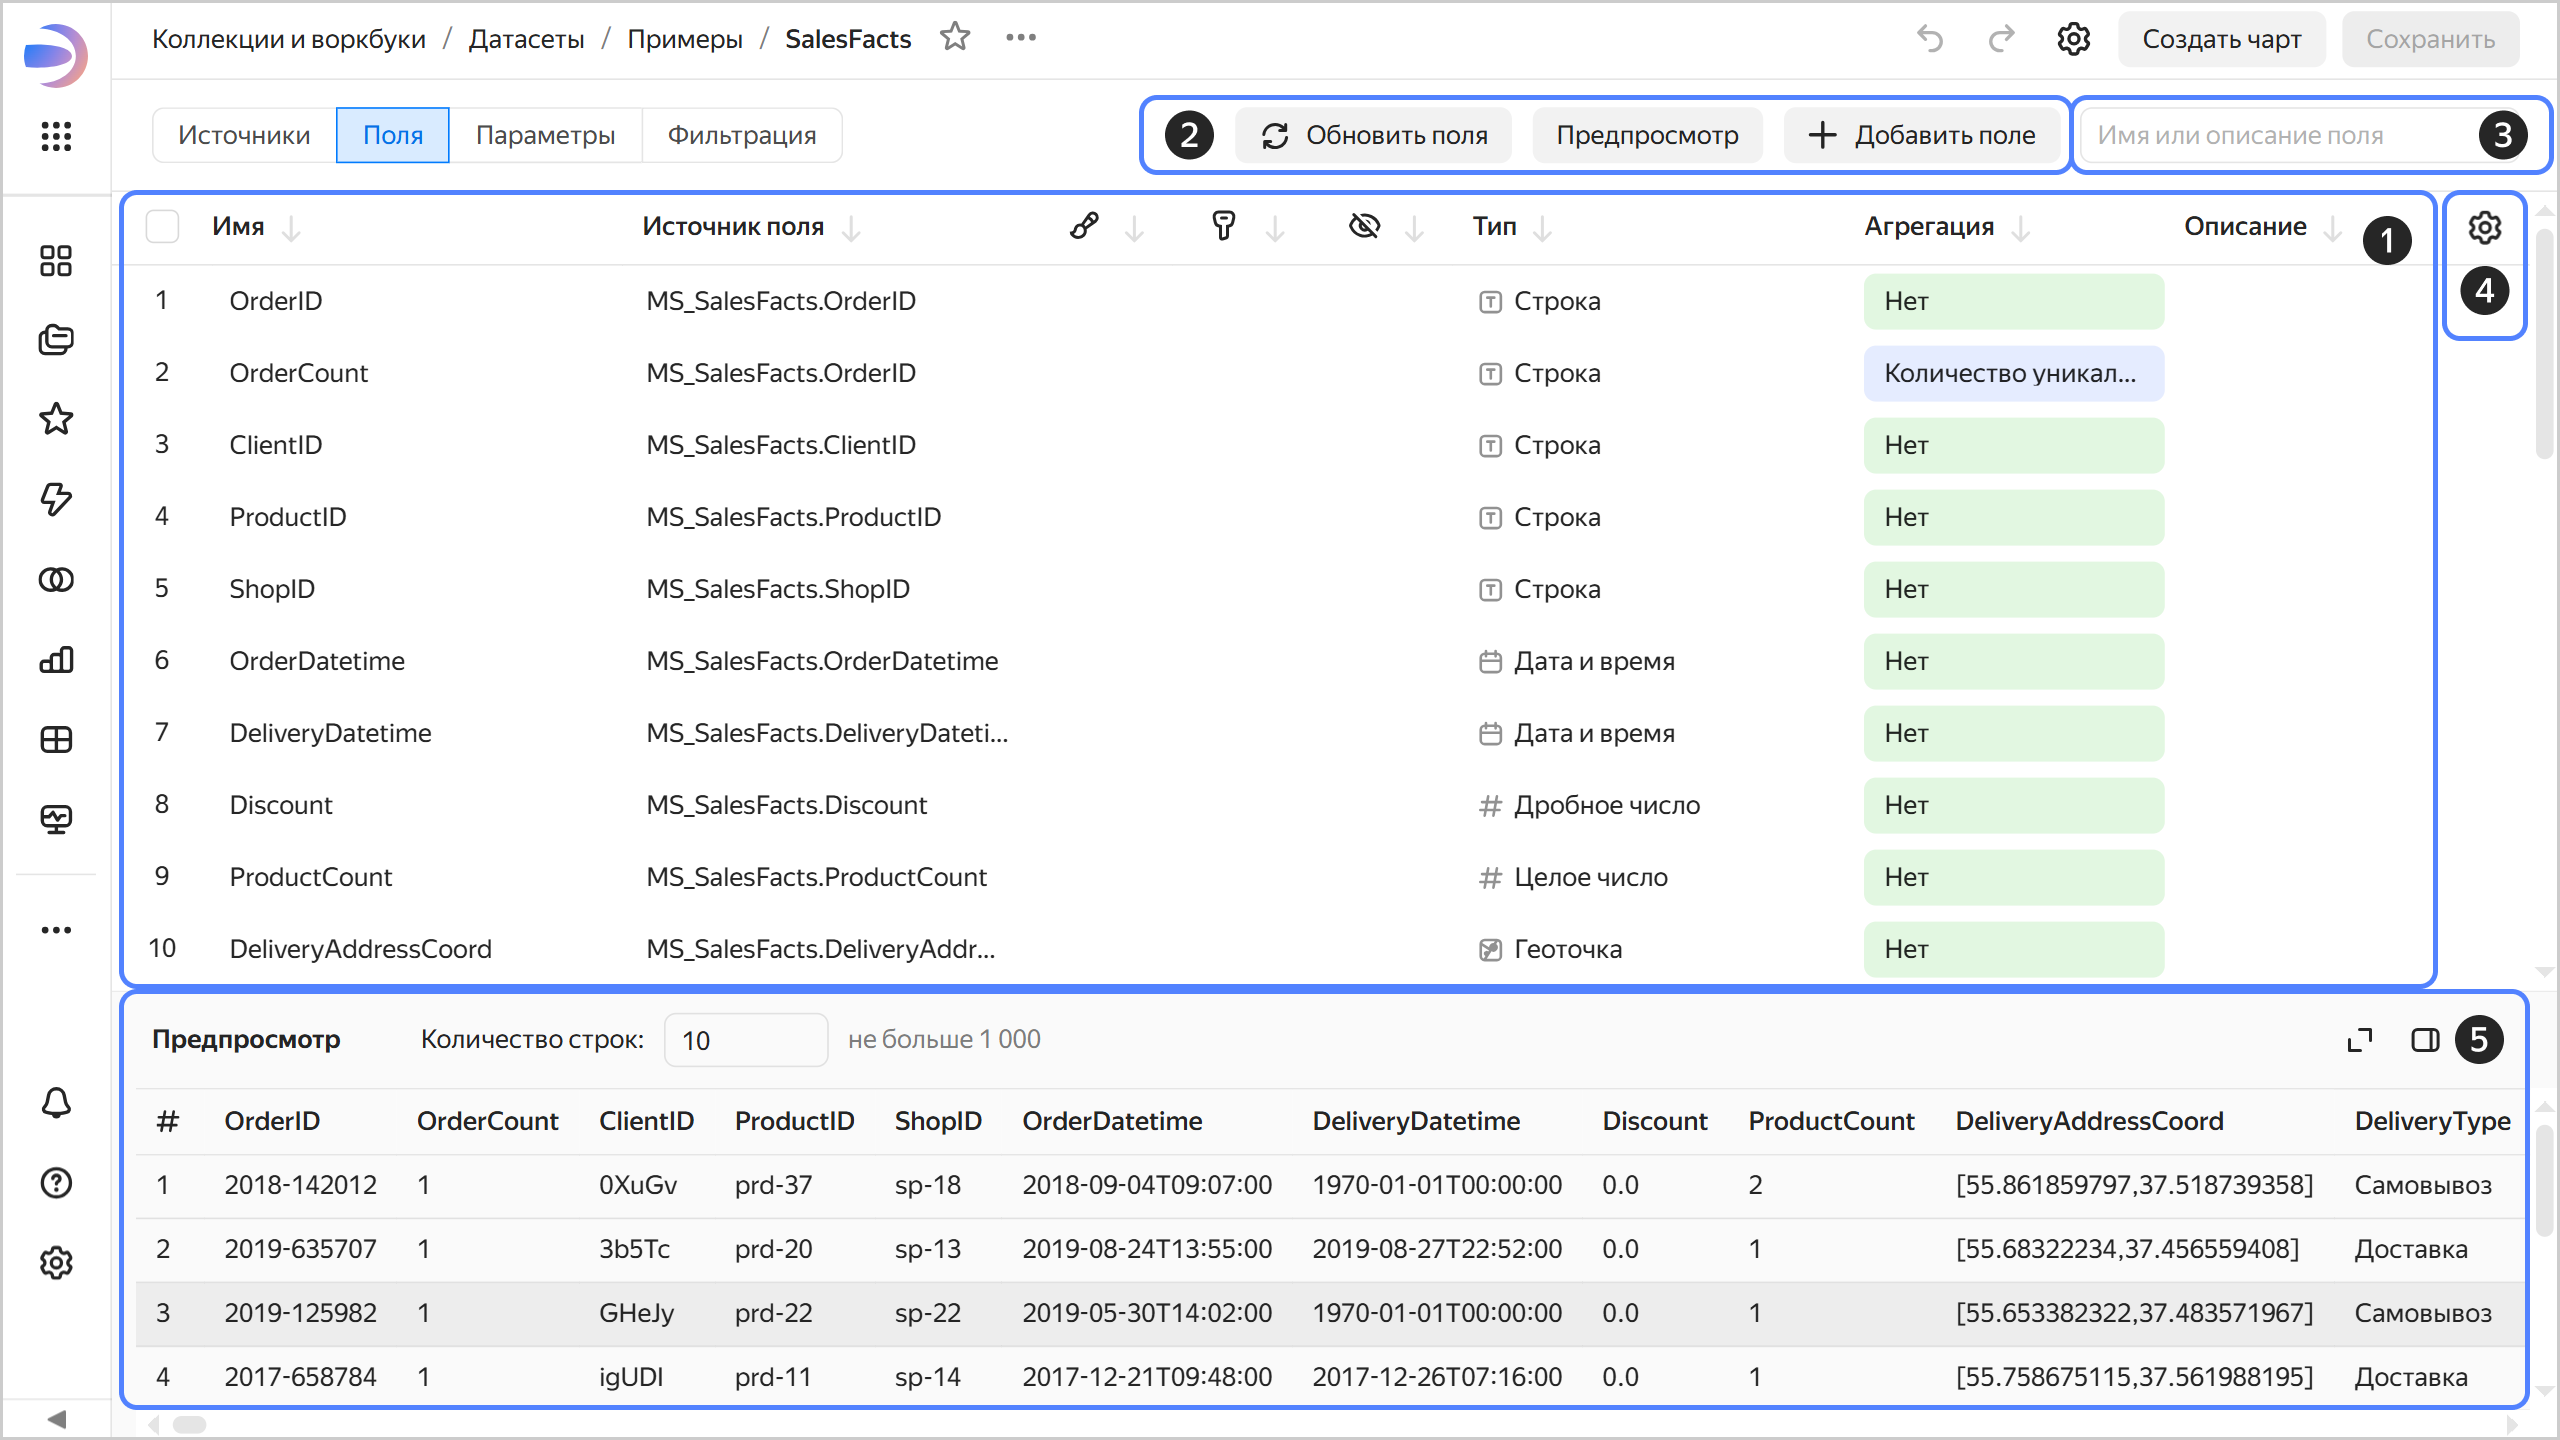 Коллекции и воркбуки / Датасеты / Примеры / SalesFacts
Создать чарт
Сохранить
Источники Поля Параметры Фильтрация
2 Обновить поля Предпросмотр Добавить поле
Имя или описание поля 3
Имя Источник поля Тип Агрегация Описание 1
4
1 OrderID MS_SalesFacts.OrderID Строка Нет
2 OrderCount MS_SalesFacts.OrderID Строка Количество уникал...
3 ClientID MS_SalesFacts.ClientID Строка Нет
4 ProductID MS_SalesFacts.ProductID Строка Нет
5 ShopID MS_SalesFacts.ShopID Строка Нет
6 OrderDatetime MS_SalesFacts.OrderDatetime Дата и время Нет
7 DeliveryDatetime MS_SalesFacts.DeliveryDateti... Дата и время Нет
8 Discount MS_SalesFacts.Discount Дробное число Нет
9 ProductCount MS_SalesFacts.ProductCount Целое число Нет
10 DeliveryAddressCoord MS_SalesFacts.DeliveryAddr... Геоточка Нет
Предпросмотр Количество строк: 10 не больше 1 000 5
# OrderID OrderCount ClientID ProductID ShopID OrderDatetime DeliveryDatetime Discount ProductCount DeliveryAddressCoord DeliveryType
1 2018-142012 1 0XuGv prd-37 sp-18 2018-09-04T09:07:00 1970-01-01T00:00:00 0.0 2 [55.861859797,37.518739358] Самовывоз
2 2019-635707 1 3b5Tc prd-20 sp-13 2019-08-24T13:55:00 2019-08-27T22:52:00 0.0 1 [55.68322234,37.456559408] Доставка
3 2019-125982 1 GHeJy prd-22 sp-22 2019-05-30T14:02:00 1970-01-01T00:00:00 0.0 1 [55.653382322,37.483571967] Самовывоз
4 2017-658784 1 igUDI prd-11 sp-14 2017-12-21T09:48:00 2017-12-26T07:16:00 0.0 1 [55.758675115,37.561988195] Доставка